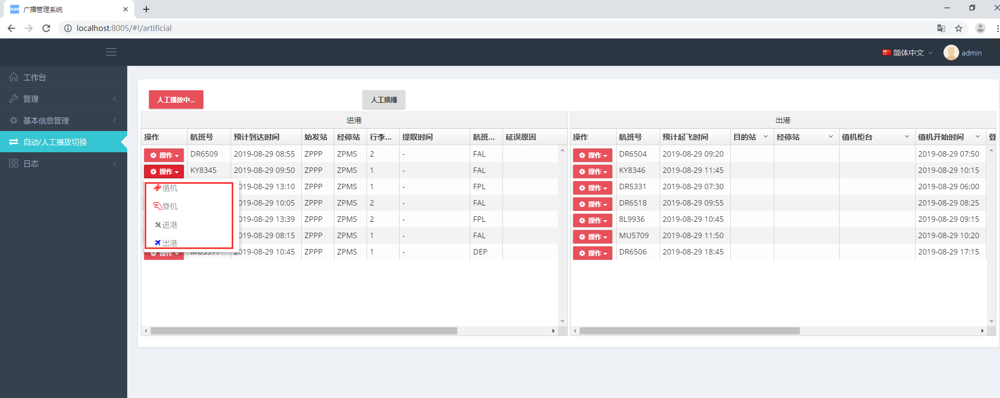 ABP 广播管理系统
localhost:8005/#!/artificial
简体中文 admin
工作台
管理
基本信息管理
自动/人工播放切换
日志
人工播放中... 人工插播
进港
操作 航班号 预计到达时间 始发站 经停站 行李... 提取时间 航班... 延误原因
操作 DR6509 2019-08-29 08:55 ZPPP ZPMS 2 - FAL
操作 KY8345 2019-08-29 09:50 ZPPP ZPMS 1 - FAL
值机 019-08-29 13:10 ZPPP ZPMS 1 - FPL
登机 019-08-29 10:05 ZPPP ZPMS 2 - FAL
进港 019-08-29 13:39 ZPPP ZPMS 2 - FPL
出港 019-08-29 08:15 ZPPP ZPMS 1 - FAL
操作 2019-08-29 10:45 ZPPP ZPMS 1 - DEP
出港
操作 航班号 预计起飞时间 目的站 经停站 值机柜台 值机开始时间 登
操作 DR6504 2019-08-29 09:20 2019-08-29 07:50
操作 KY8346 2019-08-29 11:45 2019-08-29 10:15
操作 DR5331 2019-08-29 07:30 2019-08-29 06:00
操作 DR6518 2019-08-29 09:55 2019-08-29 08:25
操作 8L9936 2019-08-29 10:45 2019-08-29 09:15
操作 MU5709 2019-08-29 11:50 2019-08-29 10:20
操作 DR6506 2019-08-29 18:45 2019-08-29 17:15